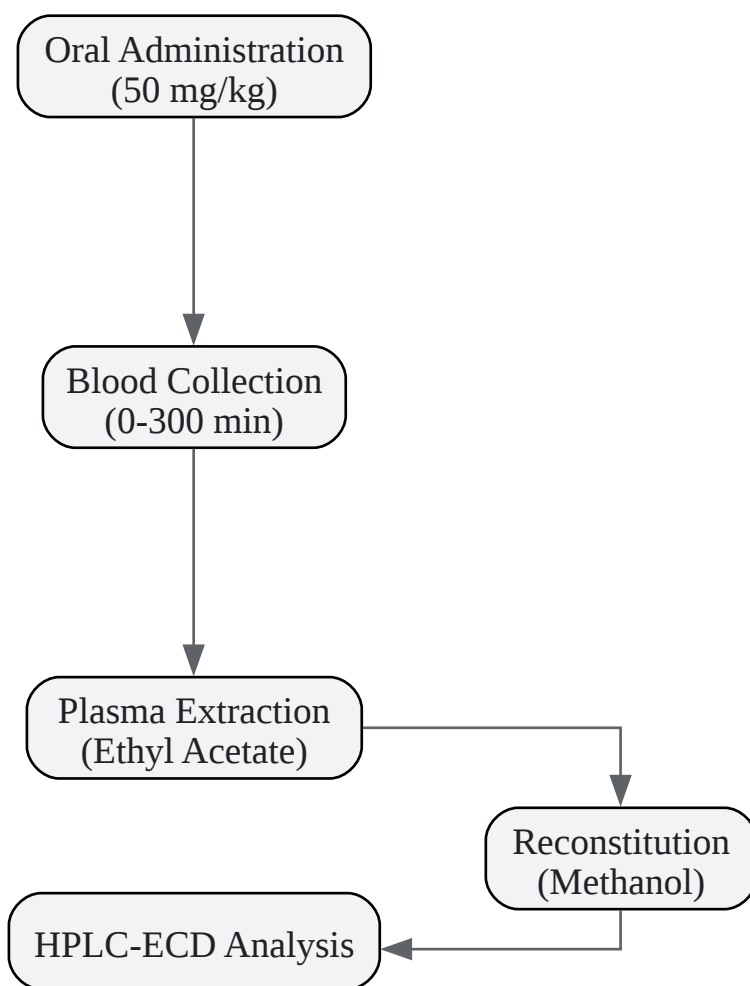 Oral Administration
(50 mg/kg)
Blood Collection
(0-300 min)
Plasma Extraction
(Ethyl Acetate)
Reconstitution
(Methanol)
HPLC-ECD Analysis